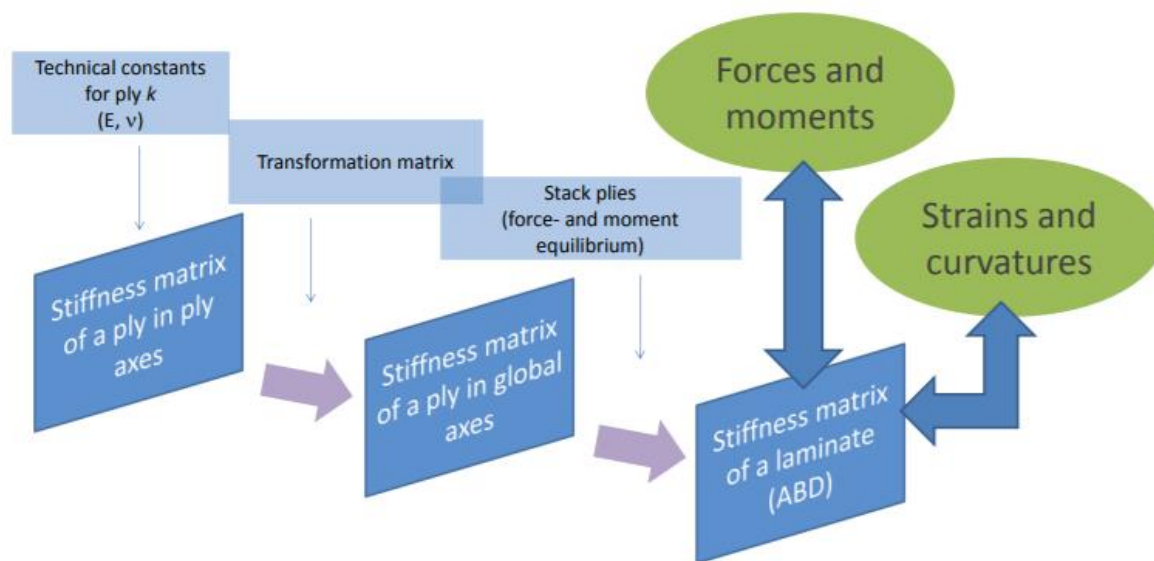 Technical constants
for ply k
(E, ν)
Transformation matrix
Stack plies
(force- and moment
equilibrium)
Forces and
moments
Strains and
curvatures
Stiffness matrix
of a ply in ply
axes
Stiffness matrix
of a ply in global
axes
Stiffness matrix
of a laminate
(ABD)